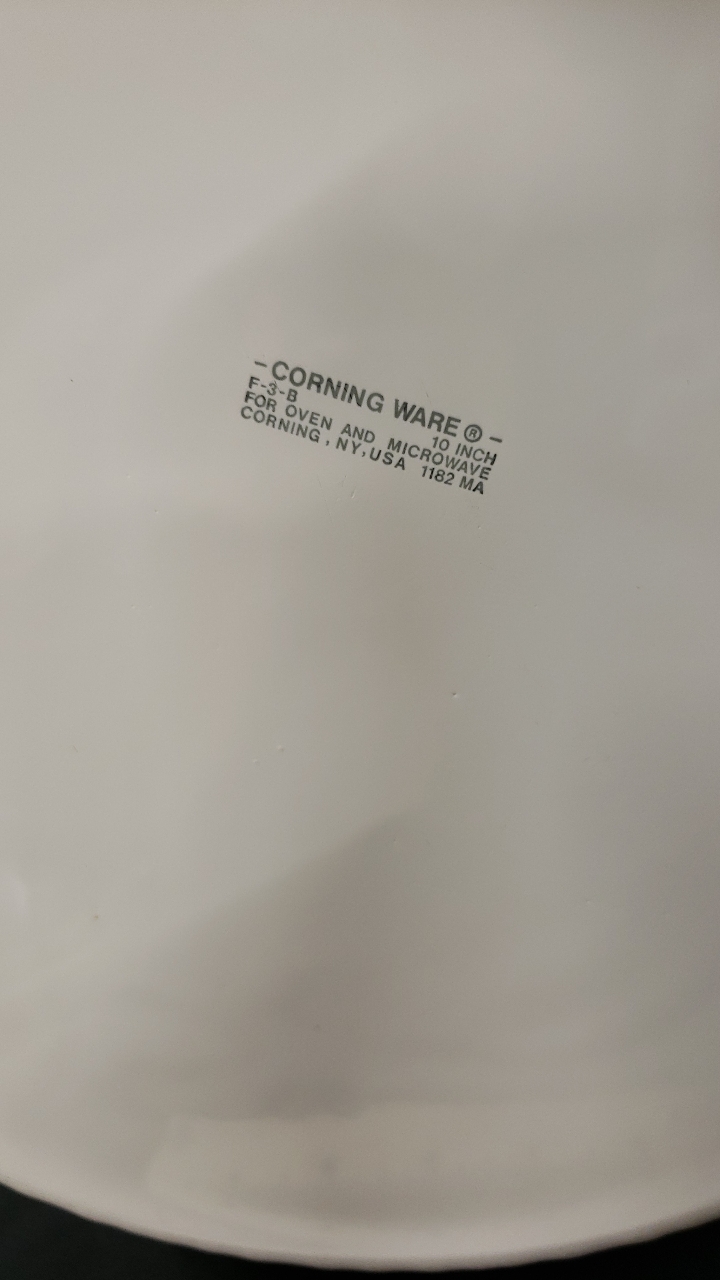 -CORNING WARE®-
F-3-B 10 INCH
FOR OVEN AND MICROWAVE
CORNING, NY, USA 1182 MA